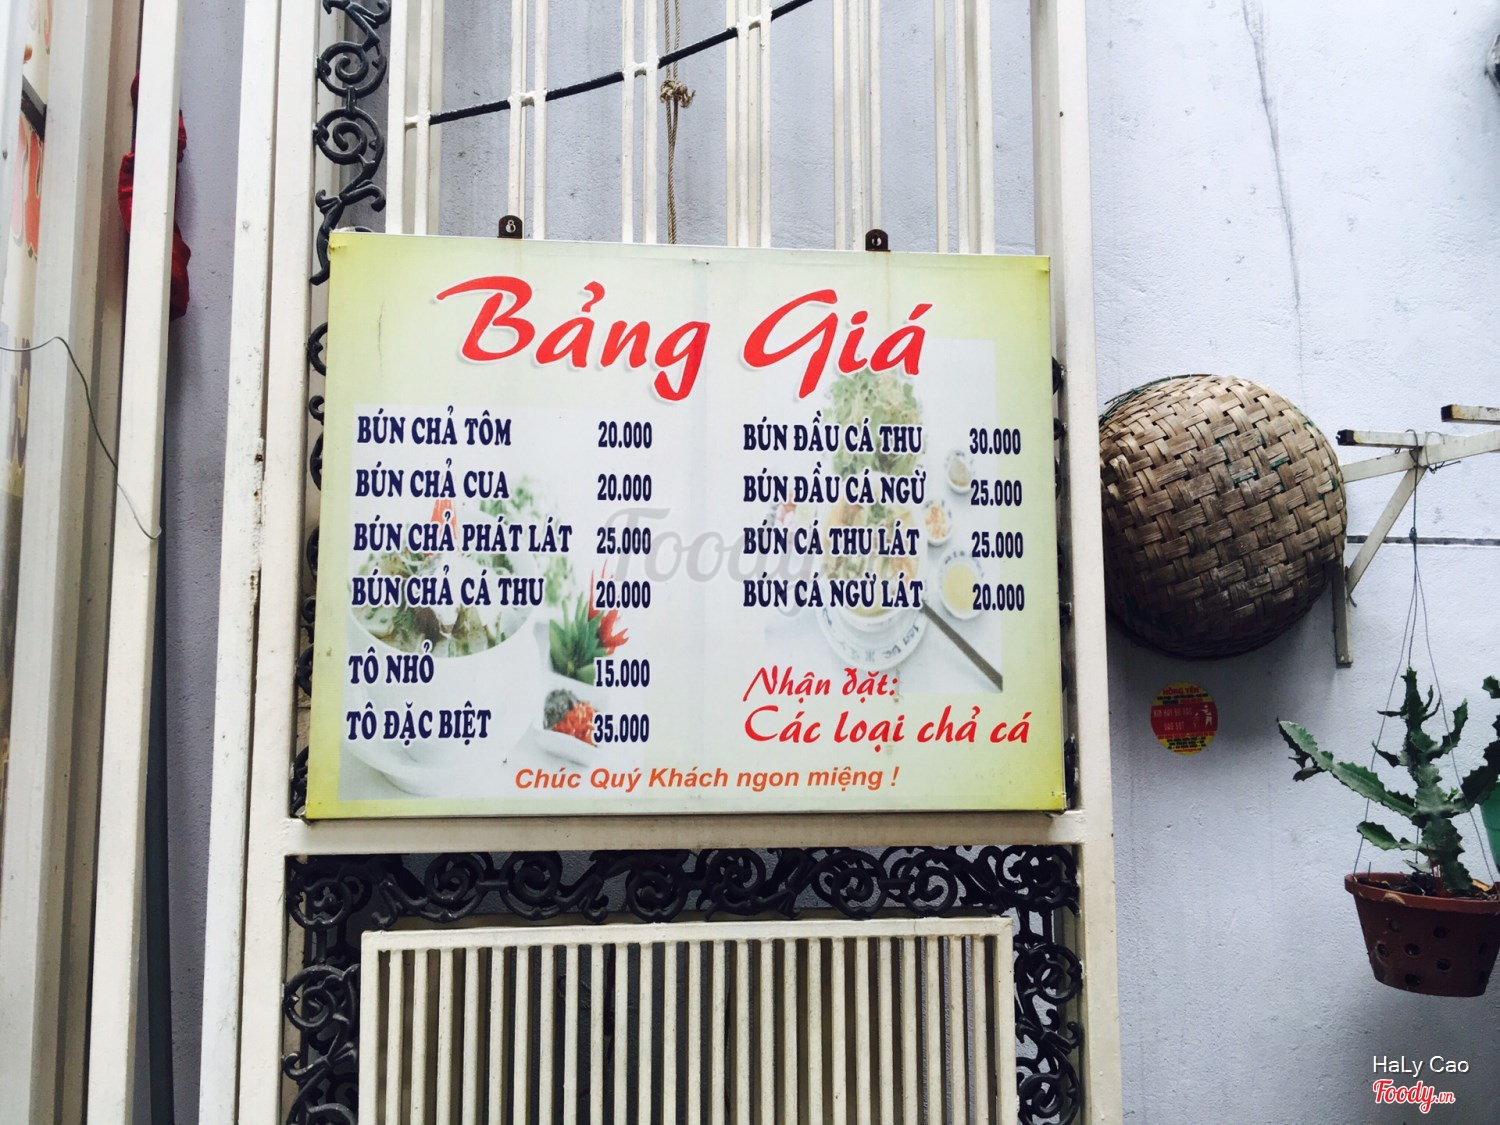 Bảng Giá
BÚN CHẢ TÔM 20.000
BÚN CHẢ CUA 20.000
BÚN CHẢ PHÁT LÁT 25.000
BÚN CHẢ CÁ THU 20.000
TÔ NHỎ 15.000
TÔ ĐẶC BIỆT 35.000
BÚN ĐẦU CÁ THU 30.000
BÚN ĐẦU CÁ NGỪ 25.000
BÚN CÁ THU LÁT 25.000
BÚN CÁ NGỪ LÁT 20.000
Nhận đặt:
Các loại chả cá
Chúc Quý Khách ngon miệng !
Foody.vn
HaLy Cao
Foody.vn